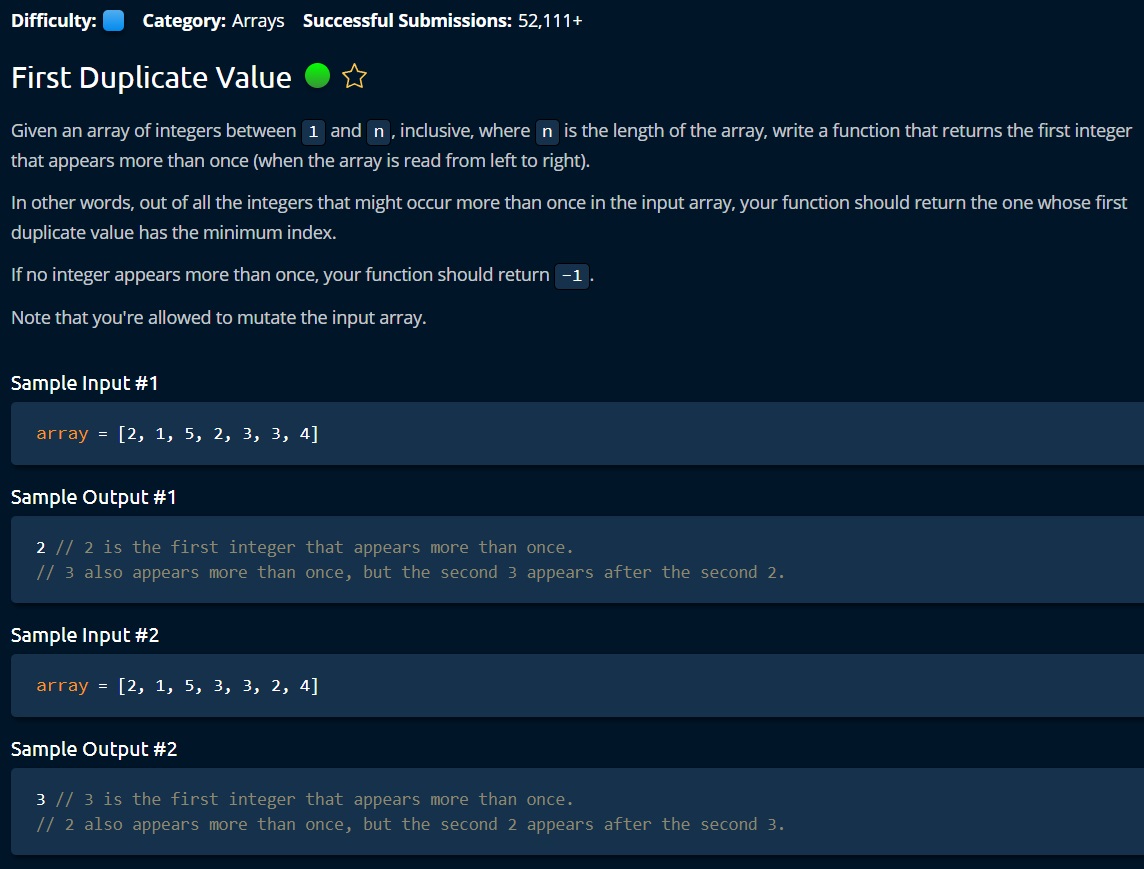 Difficulty: Category: Arrays Successful Submissions: 52,111+
First Duplicate Value
Given an array of integers between 1 and n, inclusive, where n is the length of the array, write a function that returns the first integer
that appears more than once (when the array is read from left to right).
In other words, out of all the integers that might occur more than once in the input array, your function should return the one whose first
duplicate value has the minimum index.
If no integer appears more than once, your function should return -1.
Note that you're allowed to mutate the input array.
Sample Input #1
array = [2, 1, 5, 2, 3, 3, 4]
Sample Output #1
2 // 2 is the first integer that appears more than once.
// 3 also appears more than once, but the second 3 appears after the second 2.
Sample Input #2
array = [2, 1, 5, 3, 3, 2, 4]
Sample Output #2
3 // 3 is the first integer that appears more than once.
// 2 also appears more than once, but the second 2 appears after the second 3.